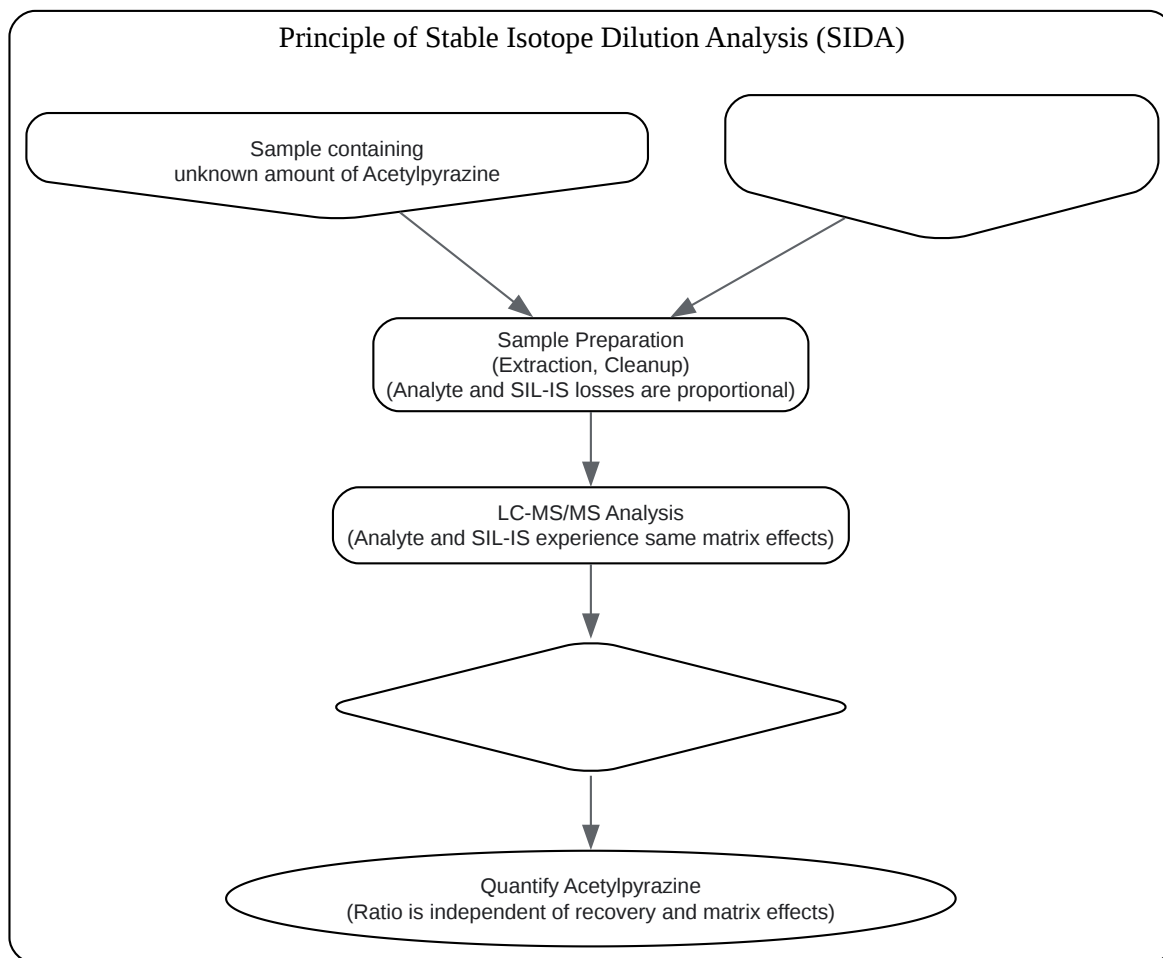 Principle of Stable Isotope Dilution Analysis (SIDA)
Sample containing
unknown amount of Acetylpyrazine
Sample Preparation
(Extraction, Cleanup)
(Analyte and SIL-IS losses are proportional)
LC-MS/MS Analysis
(Analyte and SIL-IS experience same matrix effects)
Quantify Acetylpyrazine
(Ratio is independent of recovery and matrix effects)